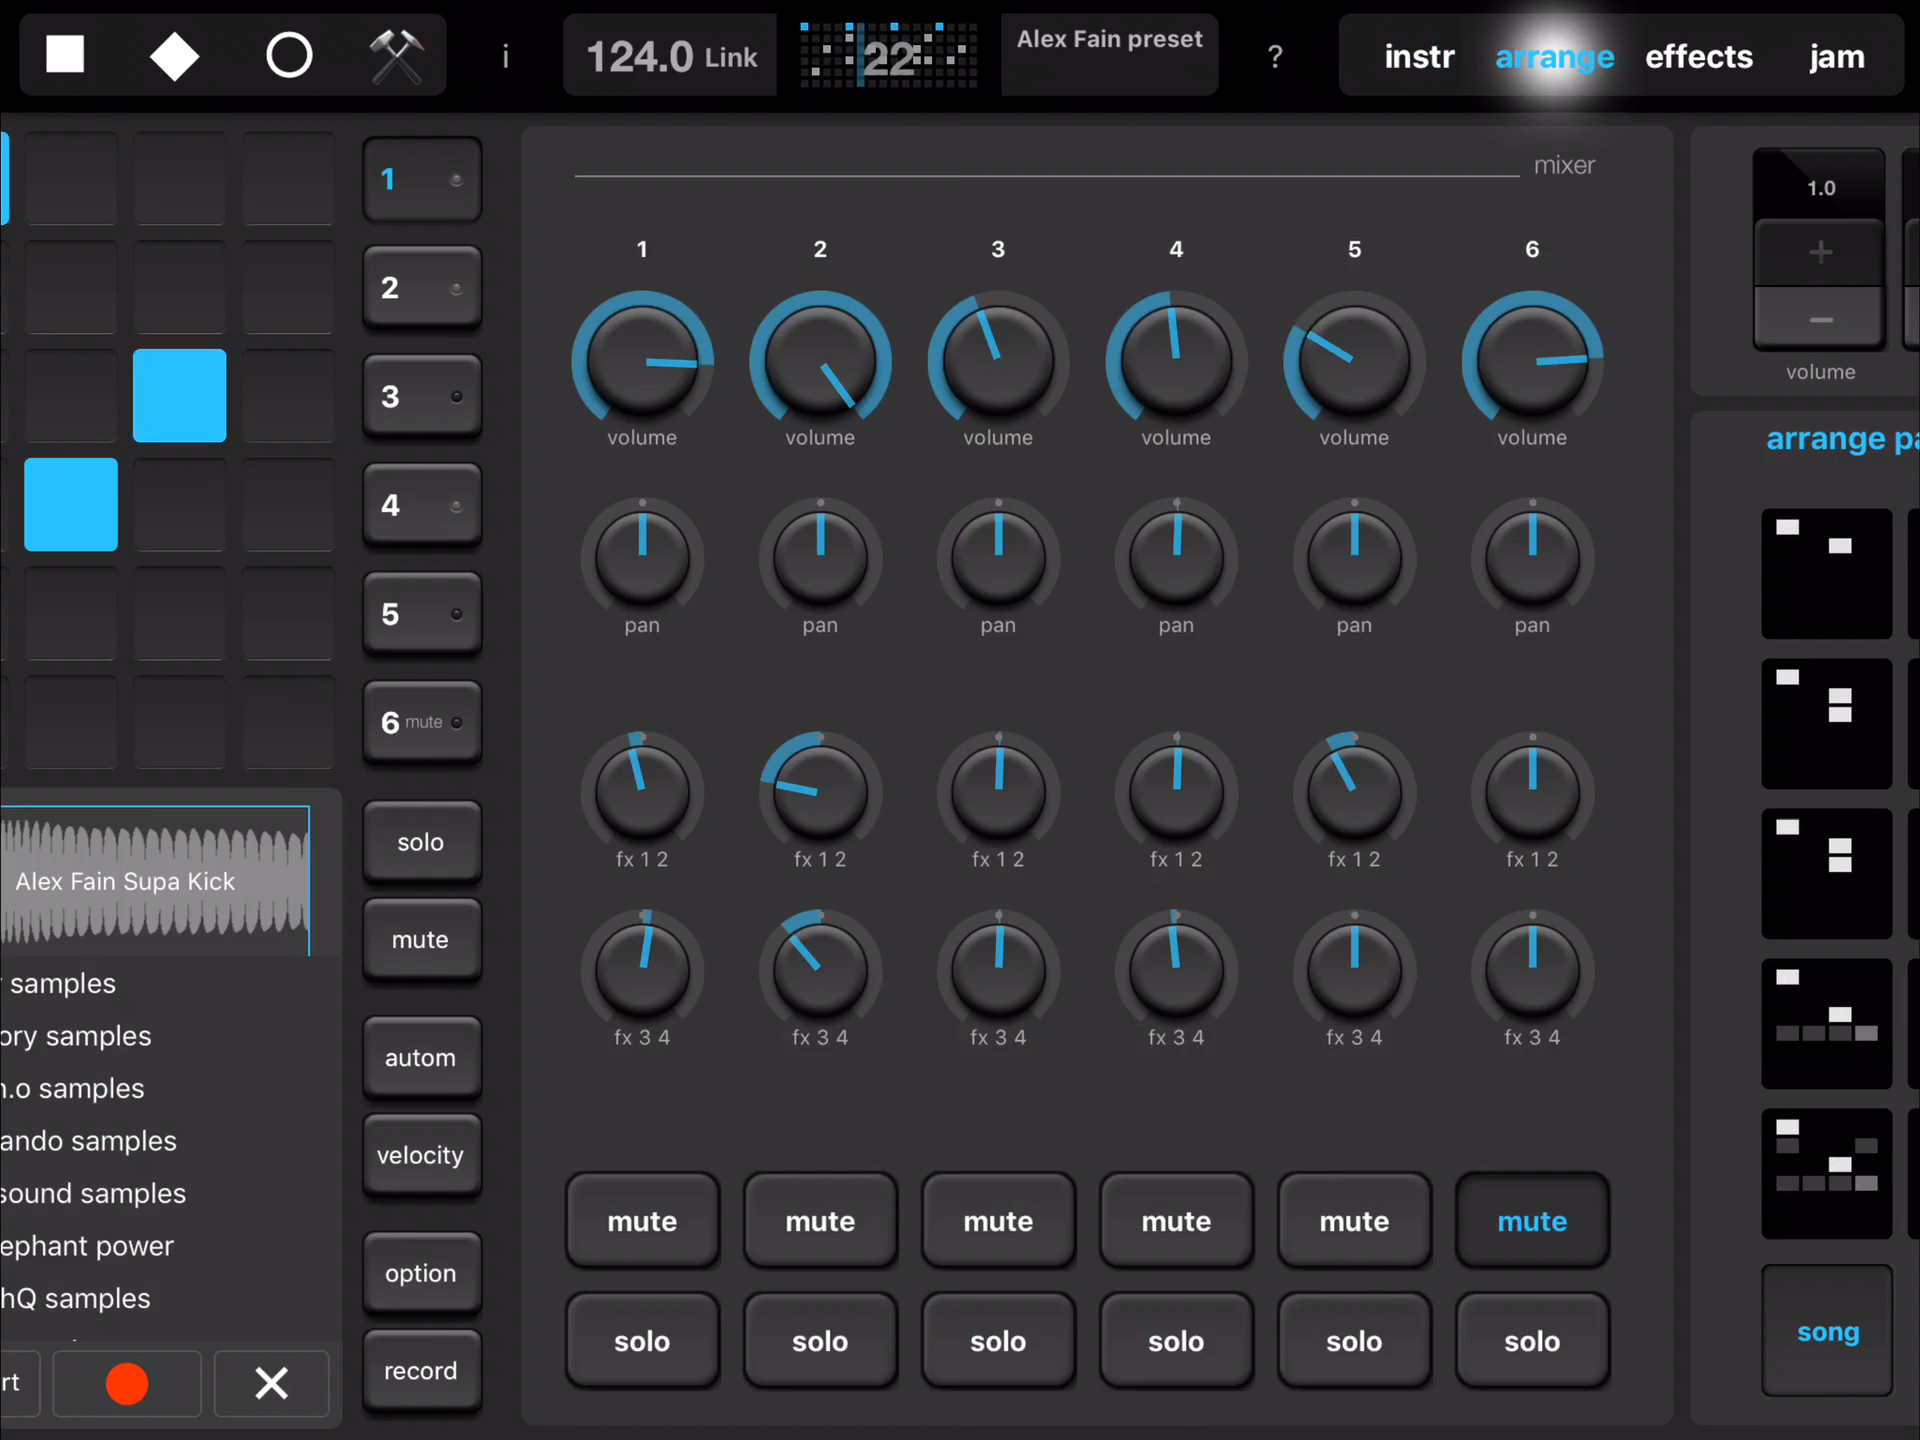 i
124.0 Link
22
Alex Fain preset
?
instr
arrange
effects
jam
1
2
3
4
5
6 mute
solo
mute
autom
velocity
option
record
Alex Fain Supa Kick
samples
ory samples
n.o samples
ando samples
sound samples
ephant power
hQ samples
rt
mixer
1 2 3 4 5 6
volume volume volume volume volume volume
pan pan pan pan pan pan
fx 1 2 fx 1 2 fx 1 2 fx 1 2 fx 1 2 fx 1 2
fx 3 4 fx 3 4 fx 3 4 fx 3 4 fx 3 4 fx 3 4
mute mute mute mute mute mute
solo solo solo solo solo solo
1.0
+
−
volume
arrange pa
song